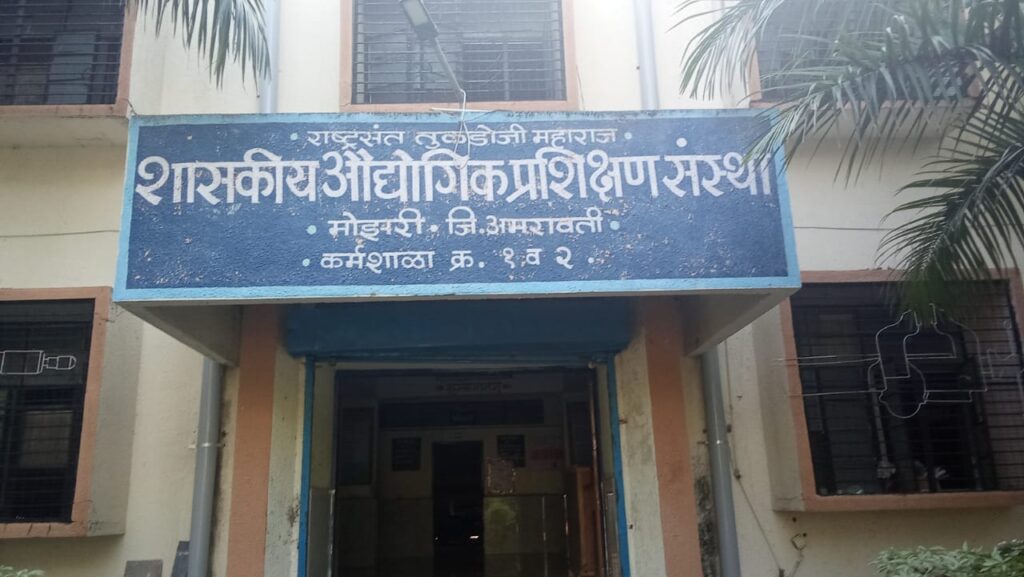 • राष्ट्रसंत तुकडोजी महाराज •
शासकीय औद्योगिक प्रशिक्षण संस्था
• मोझरी • जि. अमरावती •
• कर्मशाळा क्र. १ व २ •